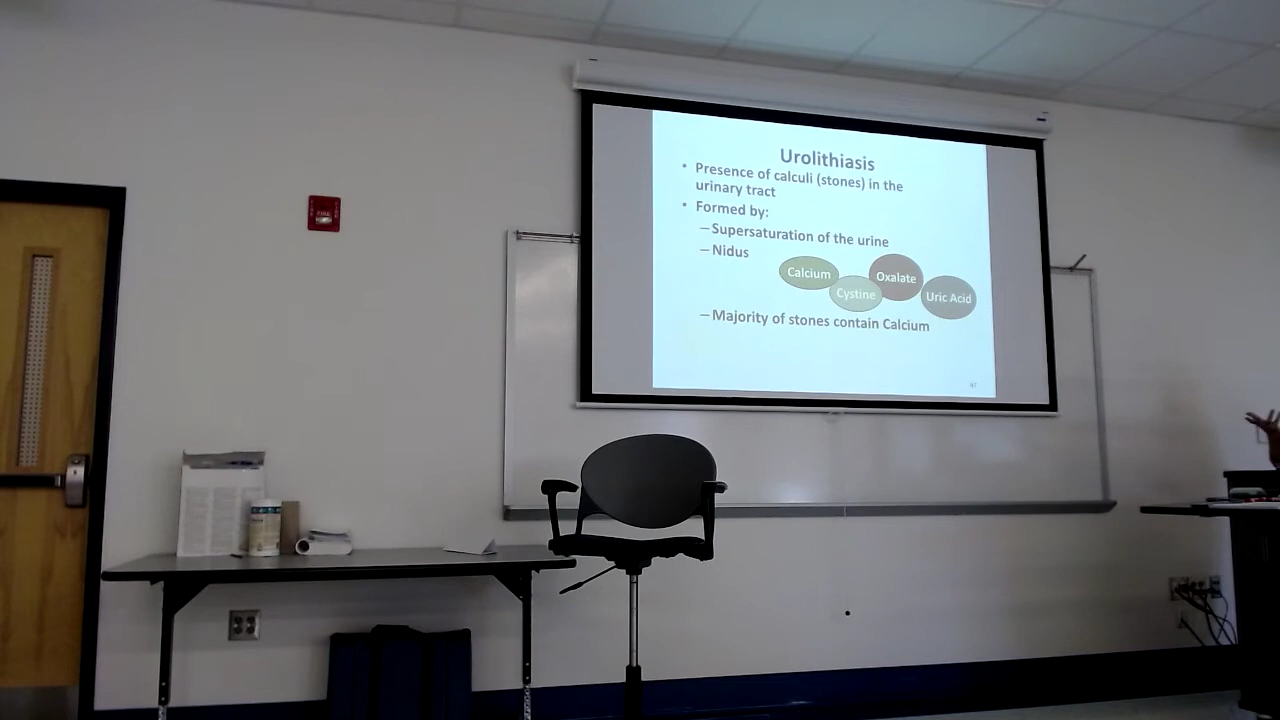 FIRE
Urolithiasis
• Presence of calculi (stones) in the
urinary tract
• Formed by:
–Supersaturation of the urine
–Nidus
Calcium
Oxalate
Cystine
Uric Acid
–Majority of stones contain Calcium